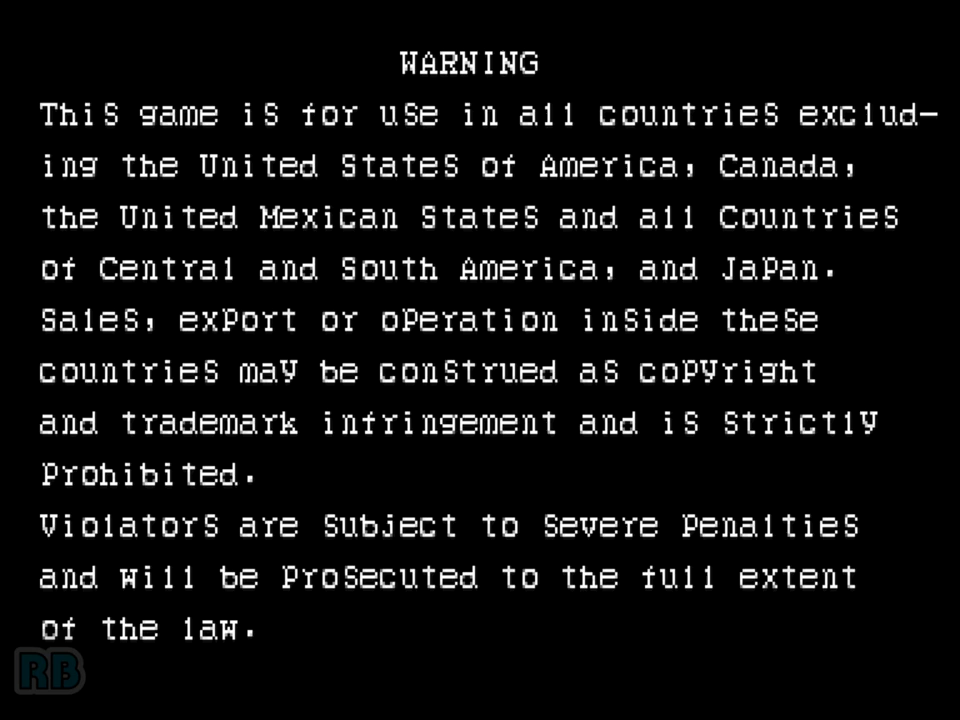 WARNING
This game is for use in all countries exclud-
ing the United States of America, Canada,
the United Mexican States and all Countries
of Central and South America, and Japan.
Sales, export or operation inside these
countries may be construed as copyright
and trademark infringement and is strictly
prohibited.
Violators are subject to severe penalties
and will be prosecuted to the full extent
of the law.
RB